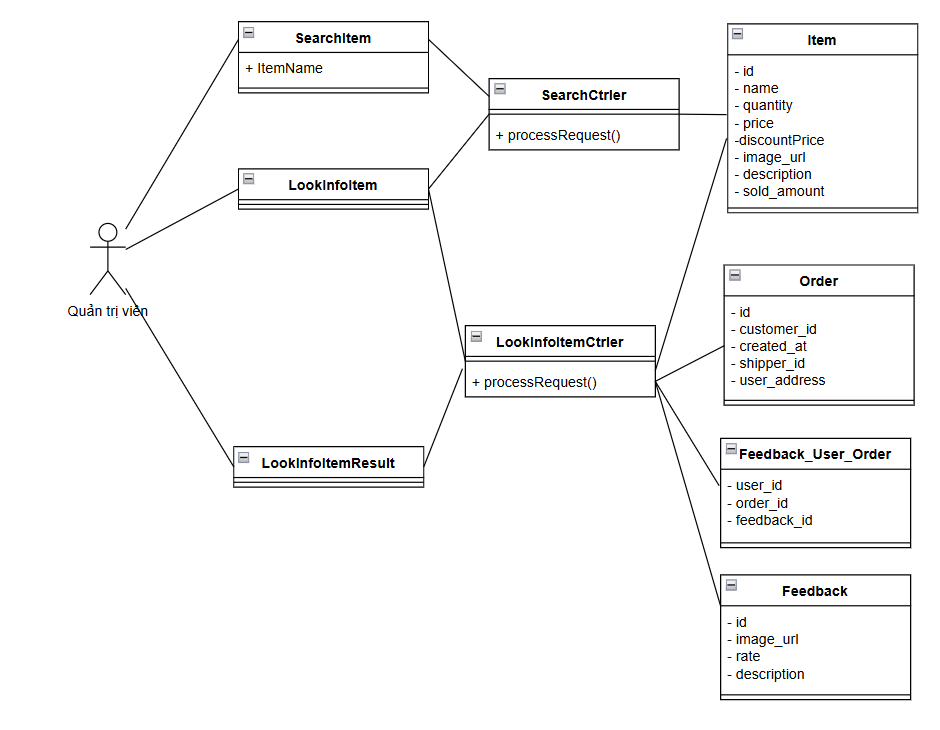 SearchItem
+ ItemName
LookInfoItem
Quản trị viên
LookInfoItemResult
SearchCtrler
+ processRequest()
LookInfoItemCtrler
+ processRequest()
Item
- id
- name
- quantity
- price
-discountPrice
- image_url
- description
- sold_amount
Order
- id
- customer_id
- created_at
- shipper_id
- user_address
Feedback_User_Order
- user_id
- order_id
- feedback_id
Feedback
- id
- image_url
- rate
- description